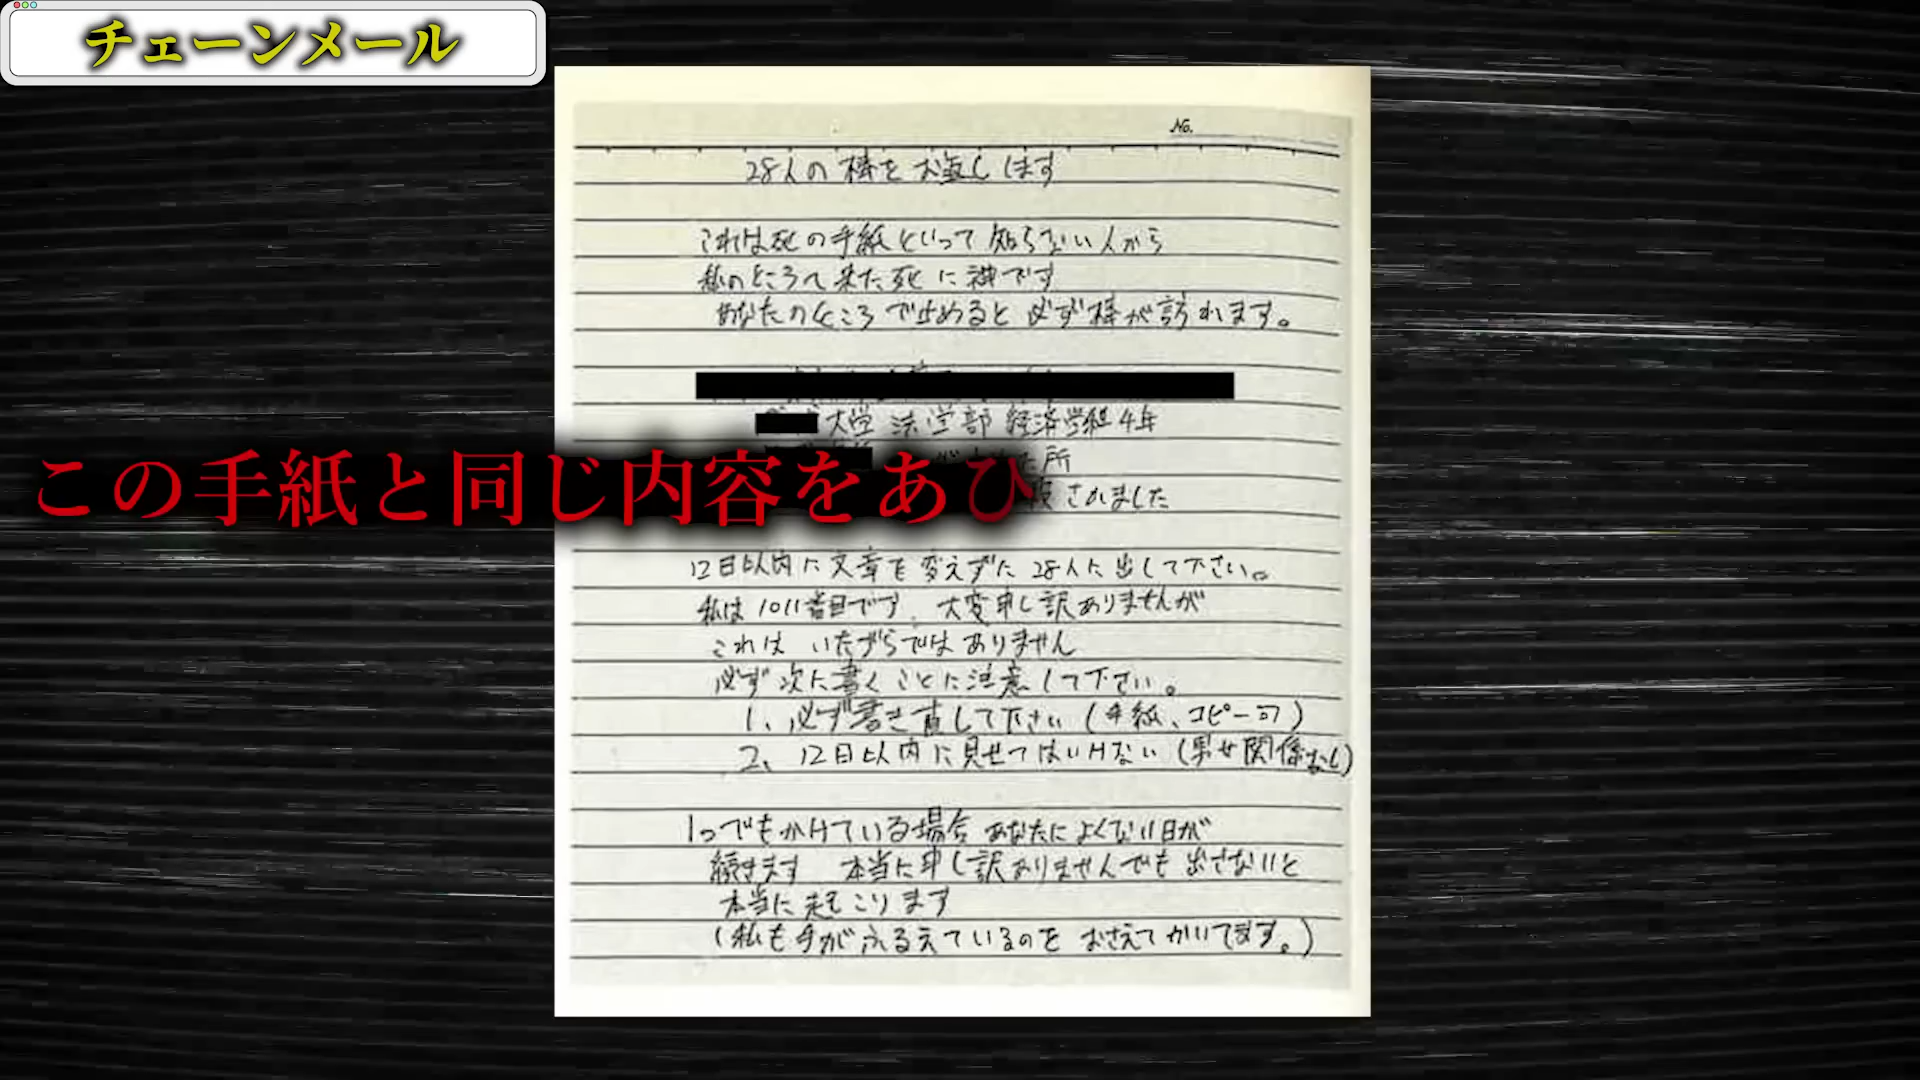 チェーンメール
No.
28人の棒をお返しします
これは死の手紙といって知らない人から
私のところへ来た死に神です
あなたのところで止めると必ず棒が訪れます。
大学 法学部 経済学科4年
た所
されました
この手紙と同じ内容をあひ
12日以内に文章を変えずに28人に出して下さい。
私は1011番目です。大変申し訳ありませんが
これは いたずらではありません
必ず次に書くことに注意して下さい。
1、必ず書き直して下さい(手紙、コピー可)
2、12日以内に見せてはいけない(男女関係なし)
1つでもかけている場合あなたによくない日が
続きます 本当に申し訳ありませんでも出さないと
本当に起こります
(私も手がふるえているのをおさえてかいてます。)